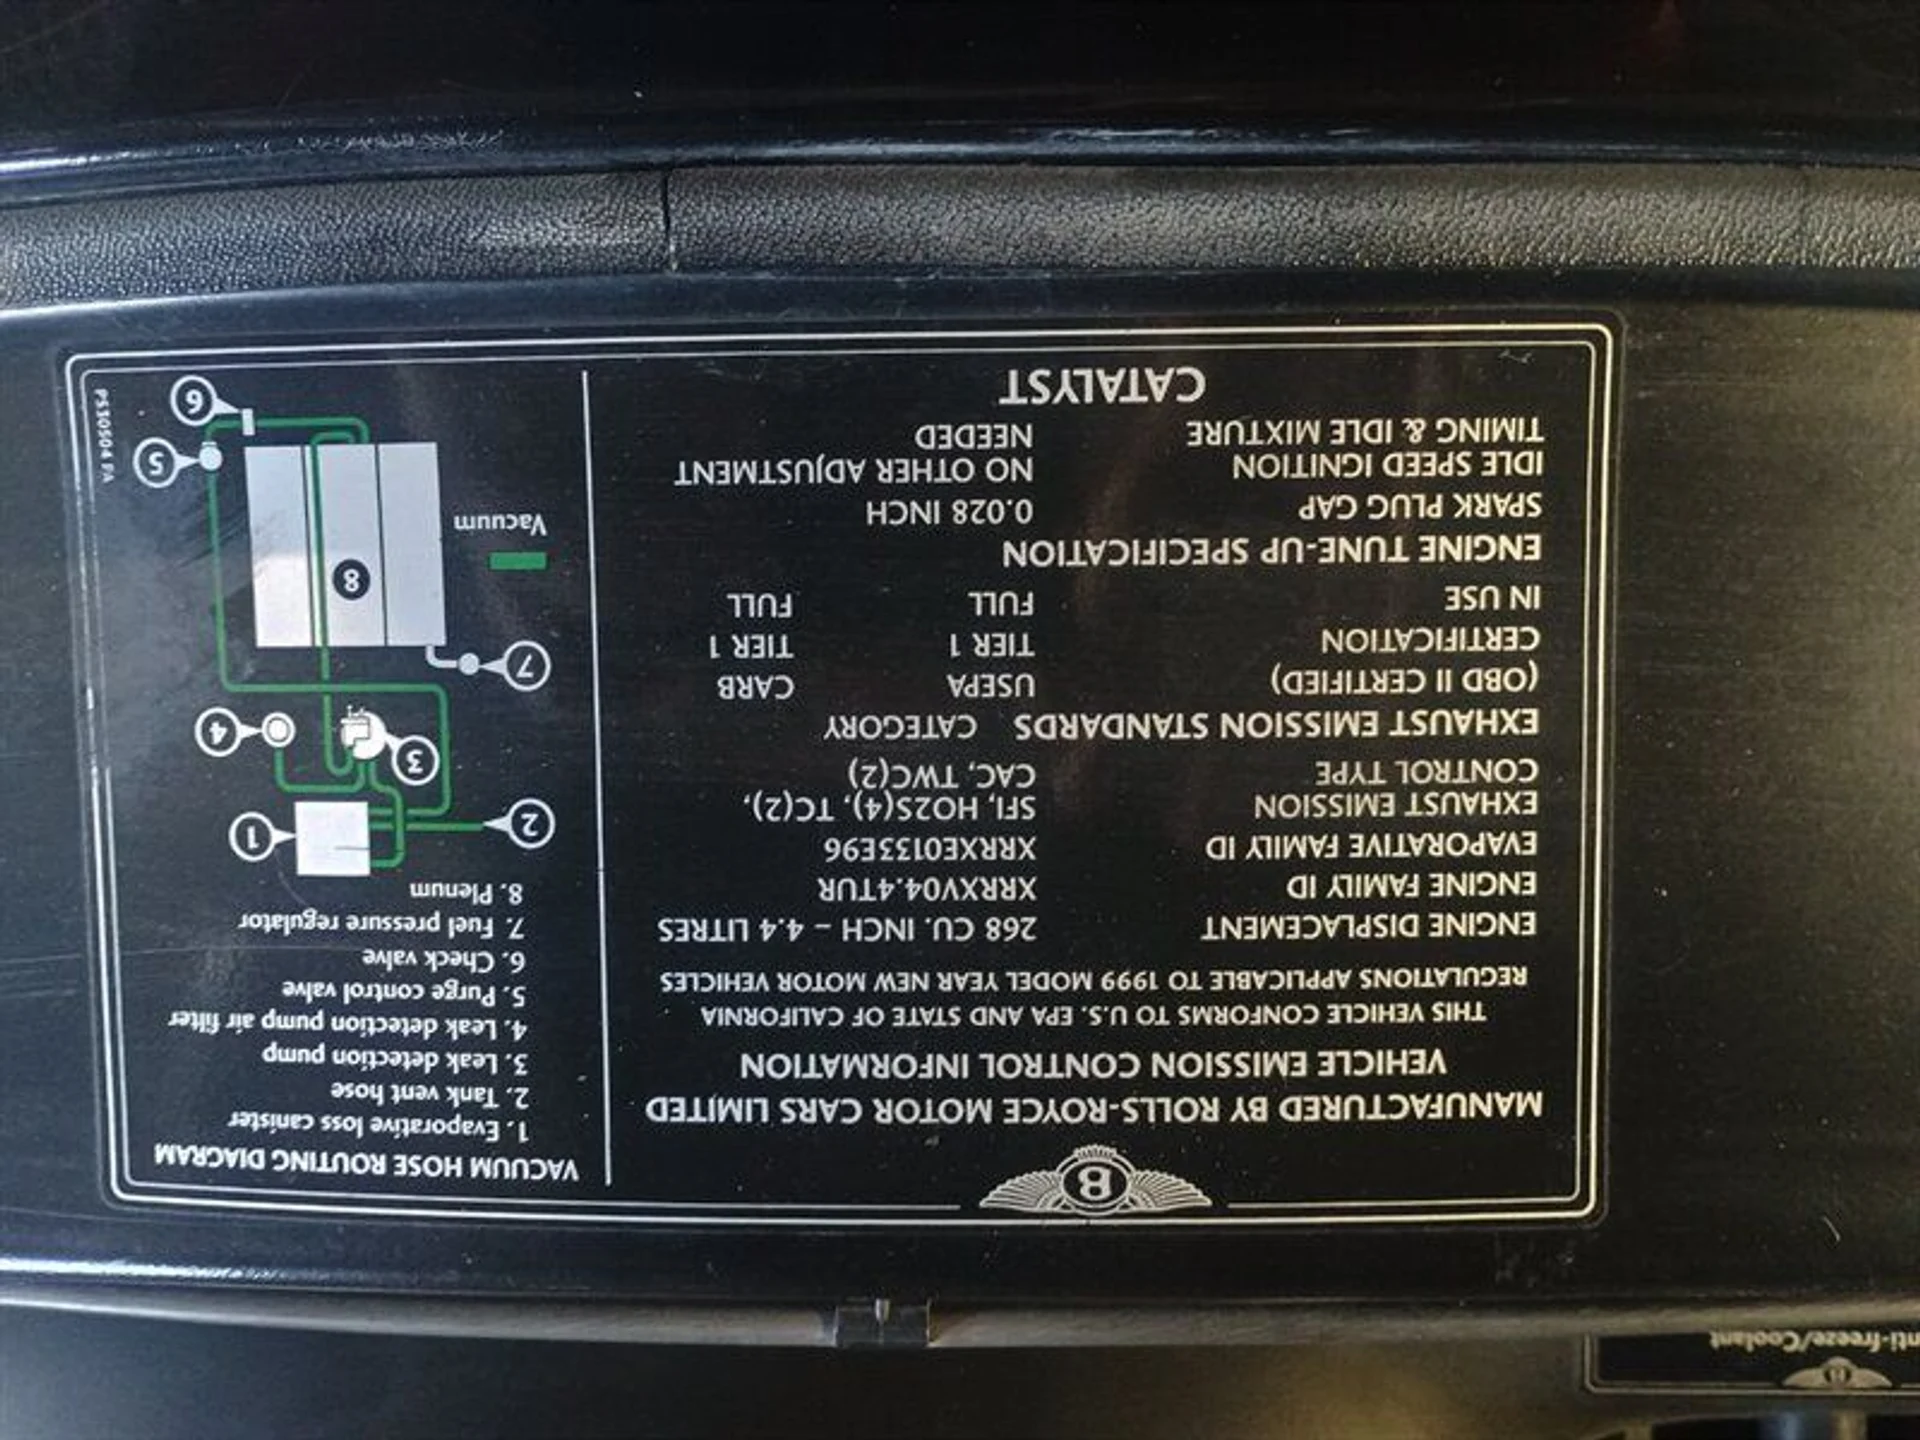 B
MANUFACTURED BY ROLLS-ROYCE MOTOR CARS LIMITED
VEHICLE EMISSION CONTROL INFORMATION
THIS VEHICLE CONFORMS TO U.S. EPA AND STATE OF CALIFORNIA
REGULATIONS APPLICABLE TO 1999 MODEL YEAR NEW MOTOR VEHICLES
ENGINE DISPLACEMENT 268 CU. INCH – 4.4 LITRES
ENGINE FAMILY ID XRRXV04.4TUR
EVAPORATIVE FAMILY ID XRRXE0133E96
EXHAUST EMISSION SFI, HO2S(4), TC(2),
CONTROL TYPE CAC, TWC(2)
EXHAUST EMISSION STANDARDS CATEGORY
(OBD II CERTIFIED) USEPA CARB
CERTIFICATION TIER 1 TIER 1
IN USE FULL FULL
ENGINE TUNE-UP SPECIFICATION
SPARK PLUG GAP 0.028 INCH
IDLE SPEED IGNITION NO OTHER ADJUSTMENT
TIMING & IDLE MIXTURE NEEDED
CATALYST
VACUUM HOSE ROUTING DIAGRAM
1. Evaporative loss canister
2. Tank vent hose
3. Leak detection pump
4. Leak detection pump air filter
5. Purge control valve
6. Check valve
7. Fuel pressure regulator
8. Plenum
2
1
3
4
7
8
Vacuum
5
6
PS30504 PA
nti-freeze/Coolant